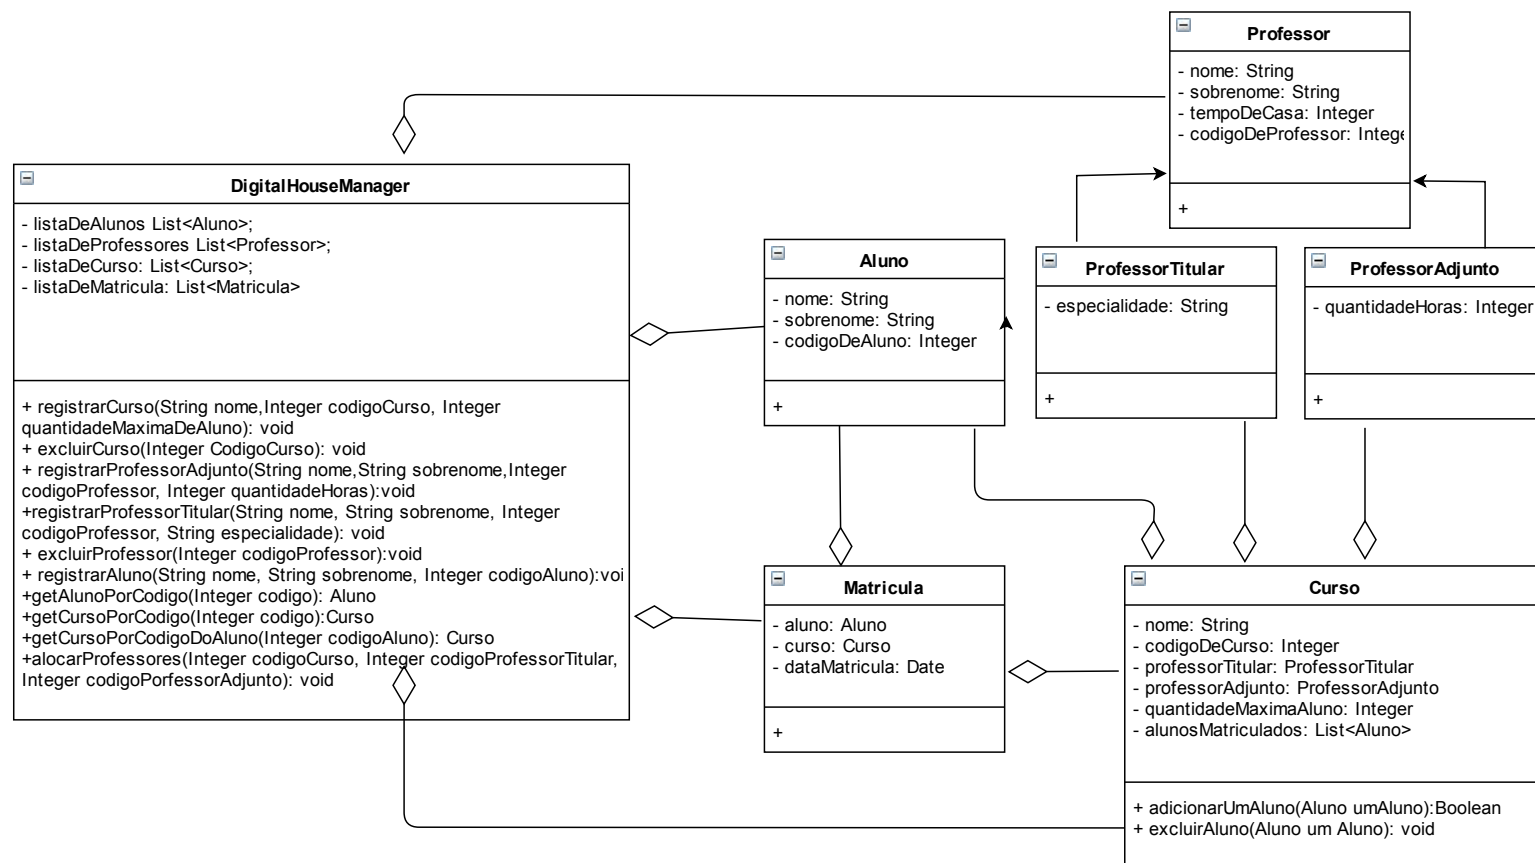 Professor
- nome: String
- sobrenome: String
- tempoDeCasa: Integer
- codigoDeProfessor: Intege
+
DigitalHouseManager
- listaDeAlunos List<Aluno>;
- listaDeProfessores List<Professor>;
- listaDeCurso: List<Curso>;
- listaDeMatricula: List<Matricula>
+ registrarCurso(String nome,Integer codigoCurso, Integer
quantidadeMaximaDeAluno): void
+ excluirCurso(Integer CodigoCurso): void
+ registrarProfessorAdjunto(String nome,String sobrenome,Integer
codigoProfessor, Integer quantidadeHoras):void
+registrarProfessorTitular(String nome, String sobrenome, Integer
codigoProfessor, String especialidade): void
+ excluirProfessor(Integer codigoProfessor):void
+ registrarAluno(String nome, String sobrenome, Integer codigoAluno):voi
+getAlunoPorCodigo(Integer codigo): Aluno
+getCursoPorCodigo(Integer codigo):Curso
+getCursoPorCodigoDoAluno(Integer codigoAluno): Curso
+alocarProfessores(Integer codigoCurso, Integer codigoProfessorTitular,
Integer codigoPorfessorAdjunto): void
Aluno
- nome: String
- sobrenome: String
- codigoDeAluno: Integer
+
ProfessorTitular
- especialidade: String
+
ProfessorAdjunto
- quantidadeHoras: Integer
+
Matricula
- aluno: Aluno
- curso: Curso
- dataMatricula: Date
+
Curso
- nome: String
- codigoDeCurso: Integer
- professorTitular: ProfessorTitular
- professorAdjunto: ProfessorAdjunto
- quantidadeMaximaAluno: Integer
- alunosMatriculados: List<Aluno>
+ adicionarUmAluno(Aluno umAluno):Boolean
+ excluirAluno(Aluno um Aluno): void